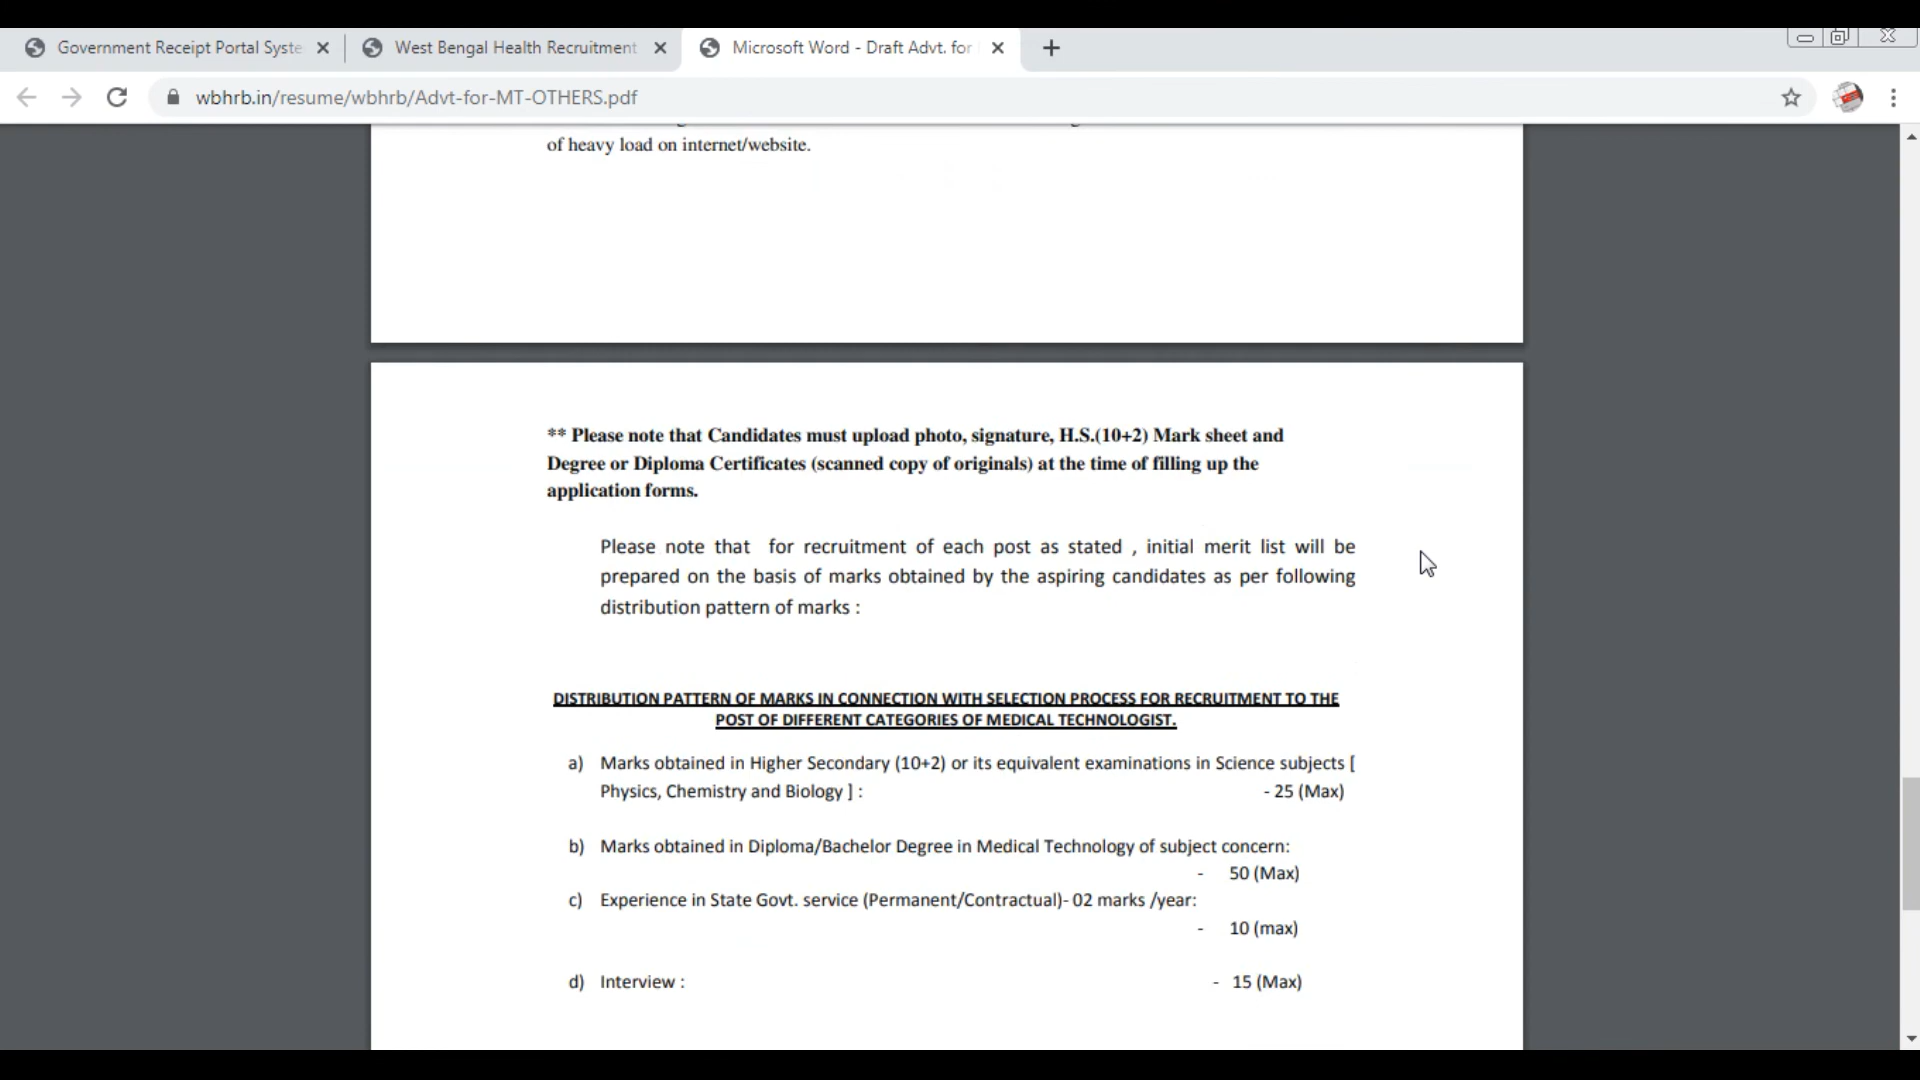 Government Receipt Portal Syste
West Bengal Health Recruitment
Microsoft Word - Draft Advt. for
wbhrb.in/resume/wbhrb/Advt-for-MT-OTHERS.pdf
of heavy load on internet/website.
** Please note that Candidates must upload photo, signature, H.S.(10+2) Mark sheet and
Degree or Diploma Certificates (scanned copy of originals) at the time of filling up the
application forms.
Please note that for recruitment of each post as stated , initial merit list will be
prepared on the basis of marks obtained by the aspiring candidates as per following
distribution pattern of marks :
DISTRIBUTION PATTERN OF MARKS IN CONNECTION WITH SELECTION PROCESS FOR RECRUITMENT TO THE
POST OF DIFFERENT CATEGORIES OF MEDICAL TECHNOLOGIST.
a) Marks obtained in Higher Secondary (10+2) or its equivalent examinations in Science subjects [
Physics, Chemistry and Biology ] : - 25 (Max)
b) Marks obtained in Diploma/Bachelor Degree in Medical Technology of subject concern:
- 50 (Max)
c) Experience in State Govt. service (Permanent/Contractual)- 02 marks /year:
- 10 (max)
d) Interview : - 15 (Max)